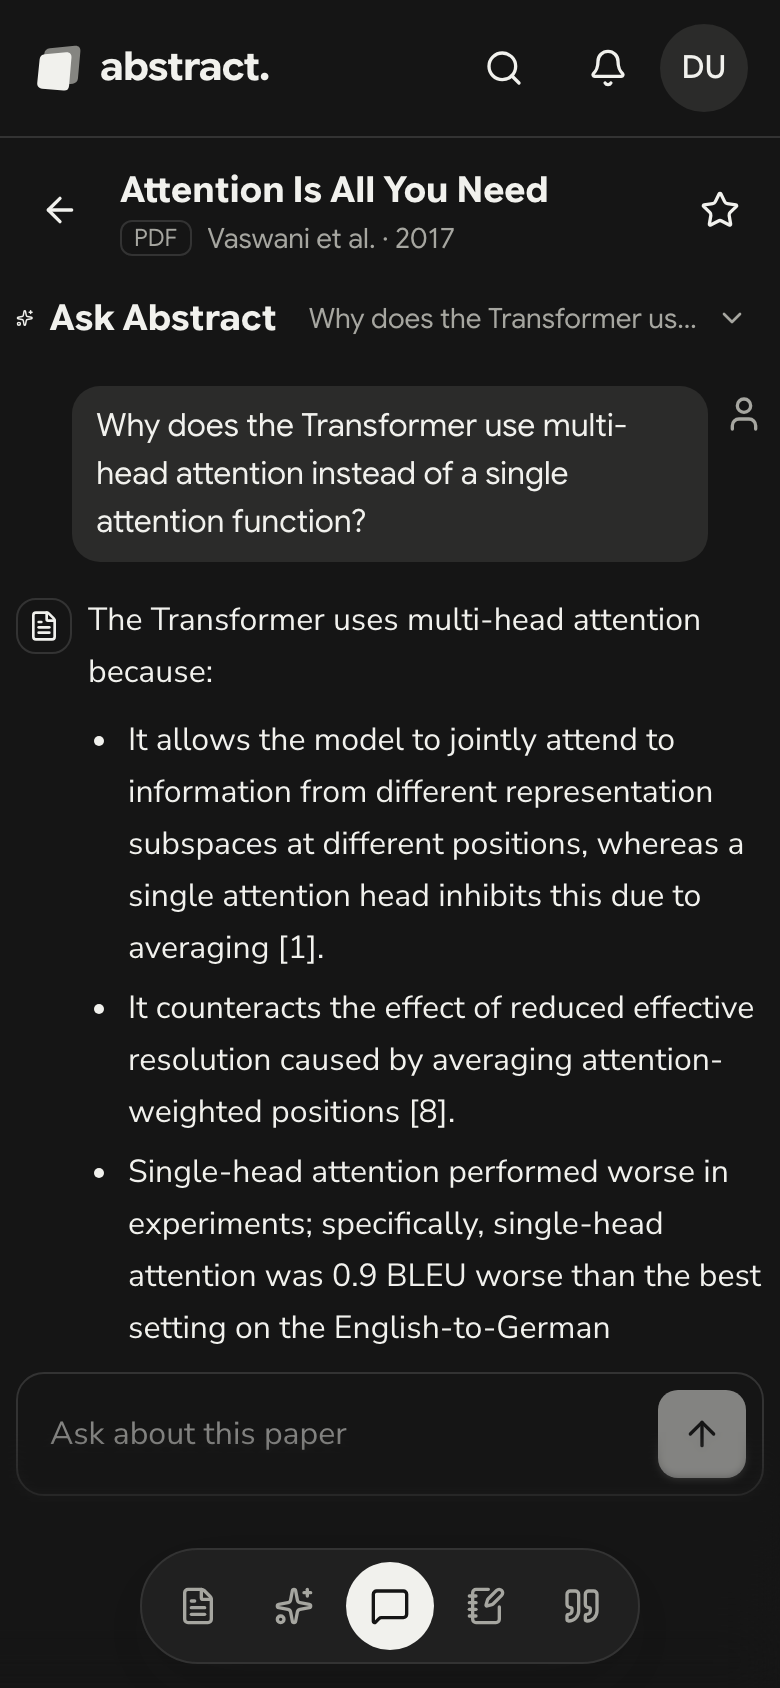 abstract.
DU
Attention Is All You Need
PDF Vaswani et al. · 2017
Ask Abstract Why does the Transformer us...
Why does the Transformer use multi-
head attention instead of a single
attention function?
The Transformer uses multi-head attention
because:
• It allows the model to jointly attend to
information from different representation
subspaces at different positions, whereas a
single attention head inhibits this due to
averaging [1].
• It counteracts the effect of reduced effective
resolution caused by averaging attention-
weighted positions [8].
• Single-head attention performed worse in
experiments; specifically, single-head
attention was 0.9 BLEU worse than the best
setting on the English-to-German
Ask about this paper